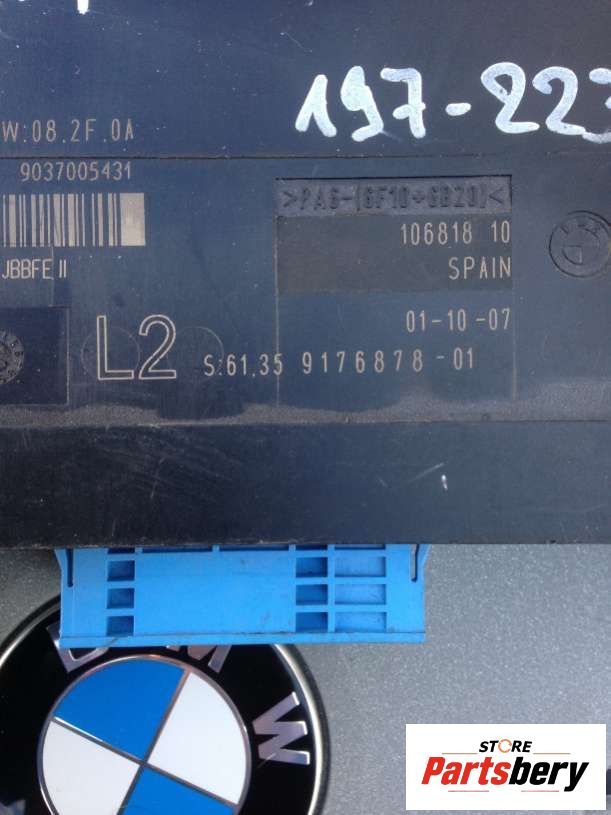 197-223
W:08.2F.0A
9037005431
>PA6-(GF10+GB20)<
106818 10
JBBFE II
SPAIN
01-10-07
L2
S:61.35 9176878-01
BMW
STORE
Partsbery